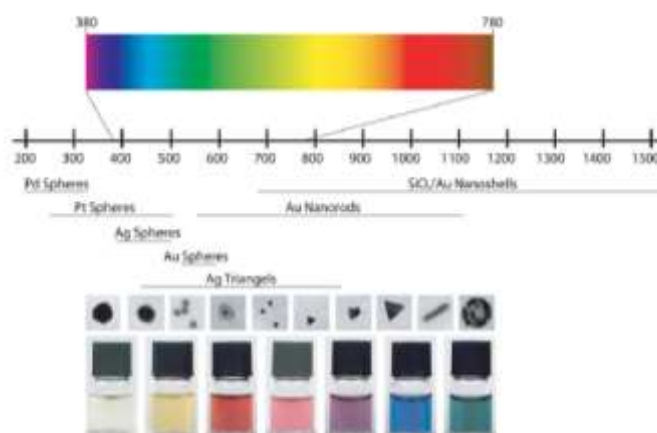 380 780
200 300 400 500 600 700 800 900 1000 1100 1200 1300 1400 1500
Pd Spheres SiO₂/Au Nanoshells
Pt Spheres Au Nanorods
Ag Spheres
Au Spheres
Ag Triangels